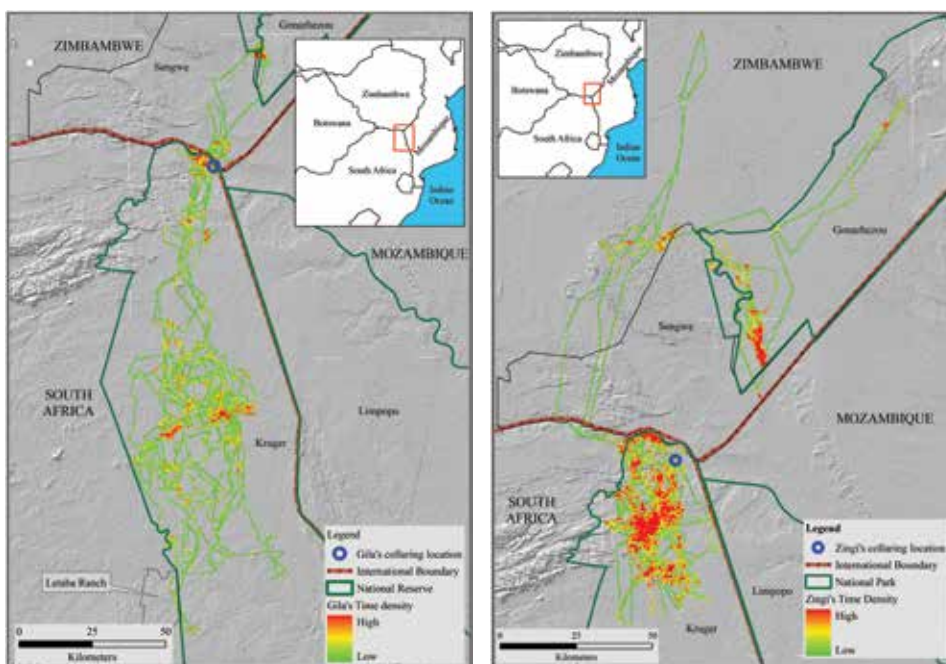 ZIMBABWE
Gonarhezou
Sengwe
Zimbabwe
Botswana
Mozambique
South Africa
Indian
Ocean
MOZAMBIQUE
SOUTH
AFRICA
Limpopo
Kruger
Letaba Ranch
Legend
Gila's collaring location
International Boundary
National Reserve
Gila's Time density
High
Low
0 25 50
Kilometers
ZIMBABWE
Zimbabwe
Mozambique
Botswana
South Africa
Indian
Ocean
Gonarhezou
Sengwe
MOZAMBIQUE
SOUTH
AFRICA
Limpopo
Kruger
Legend
Zingi's collaring location
International Boundary
National Park
Zingi's Time Density
High
Low
0 25 50
Kilometres